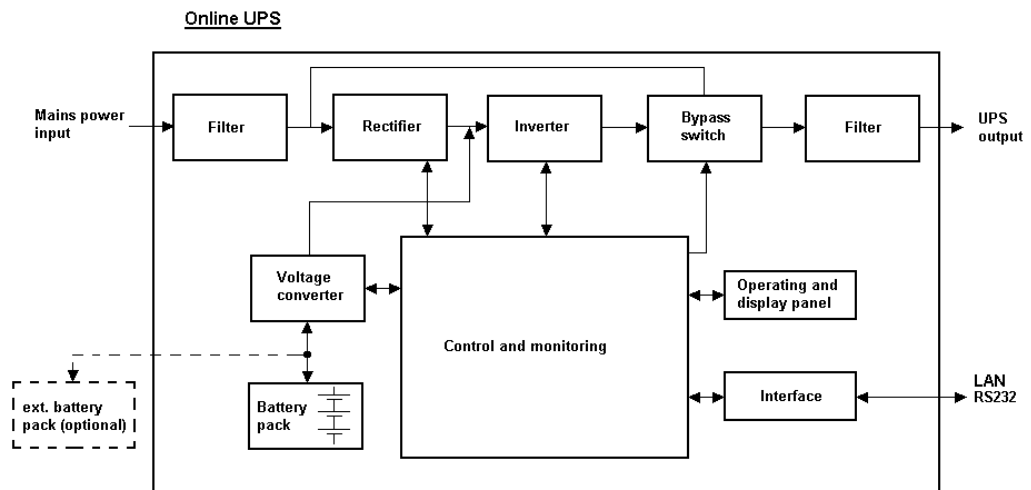 Online UPS
Mains power
input
Filter
Rectifier
Inverter
Bypass
switch
Filter
UPS
output
Voltage
converter
Operating and
display panel
Control and monitoring
ext. battery
pack (optional)
Battery
pack
Interface
LAN
RS232